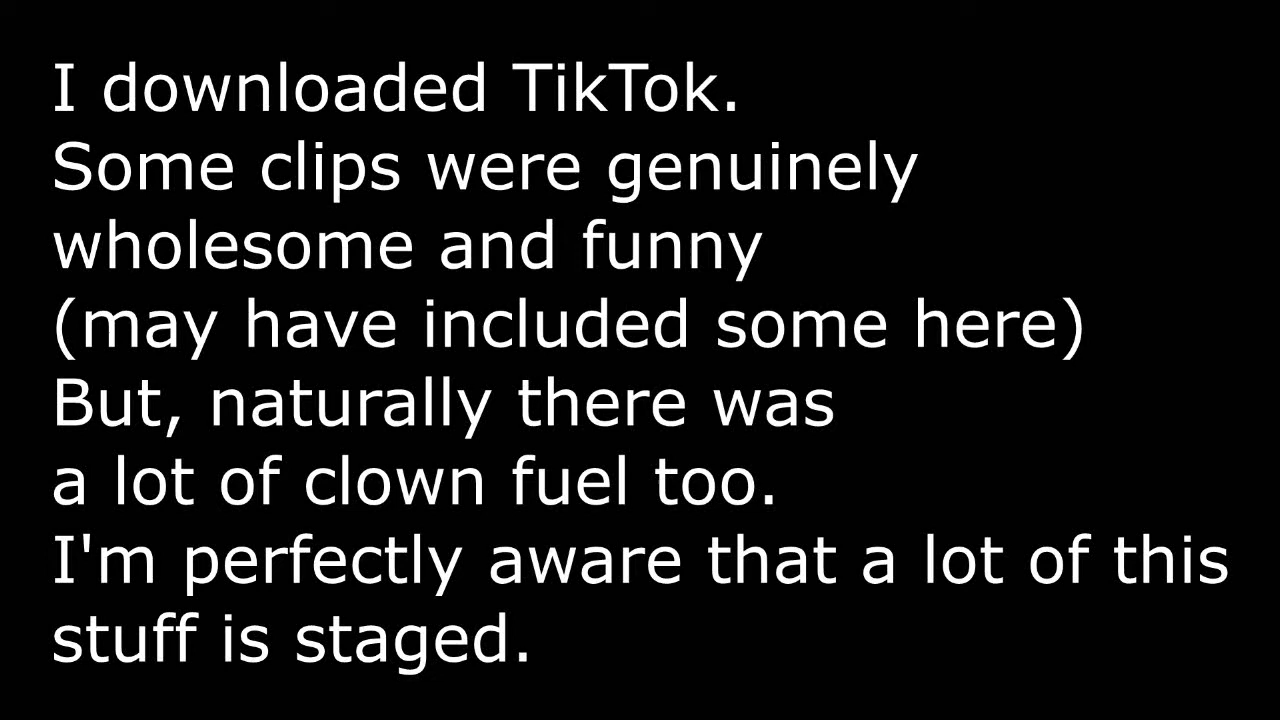 I downloaded TikTok.
Some clips were genuinely
wholesome and funny
(may have included some here)
But, naturally there was
a lot of clown fuel too.
I'm perfectly aware that a lot of this
stuff is staged.